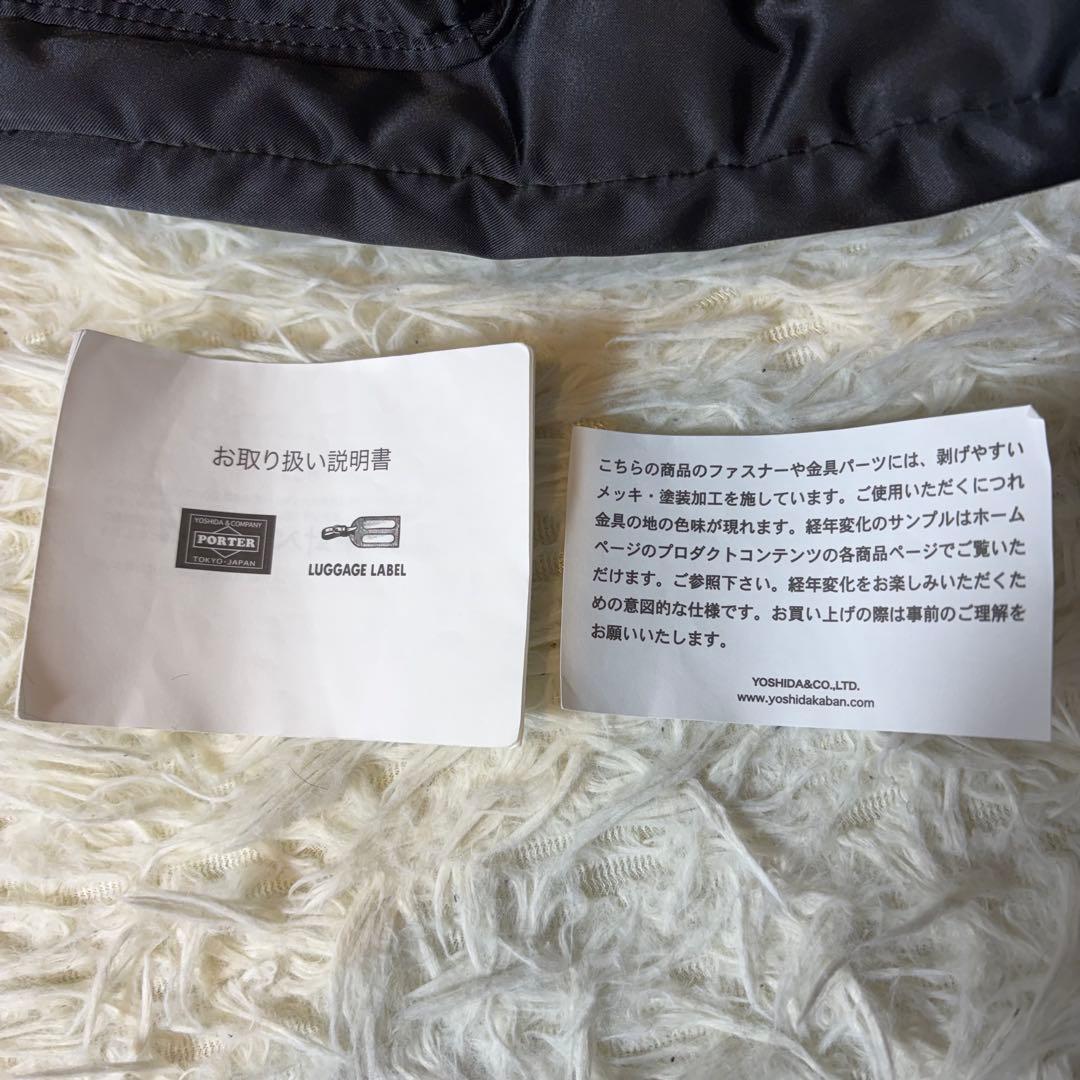 お取り扱い説明書
YOSHIDA & COMPANY
PORTER
TOKYO-JAPAN
LUGGAGE LABEL
こちらの商品のファスナーや金具パーツには、剥げやすい
メッキ・塗装加工を施しています。ご使用いただくにつれ
金具の地の色味が現れます。経年変化のサンプルはホーム
ページのプロダクトコンテンツの各商品ページでご覧いた
だけます。ご参照下さい。経年変化をお楽しみいただくた
めの意図的な仕様です。お買い上げの際は事前のご理解を
お願いいたします。
YOSHIDA&CO.,LTD.
www.yoshidakaban.com